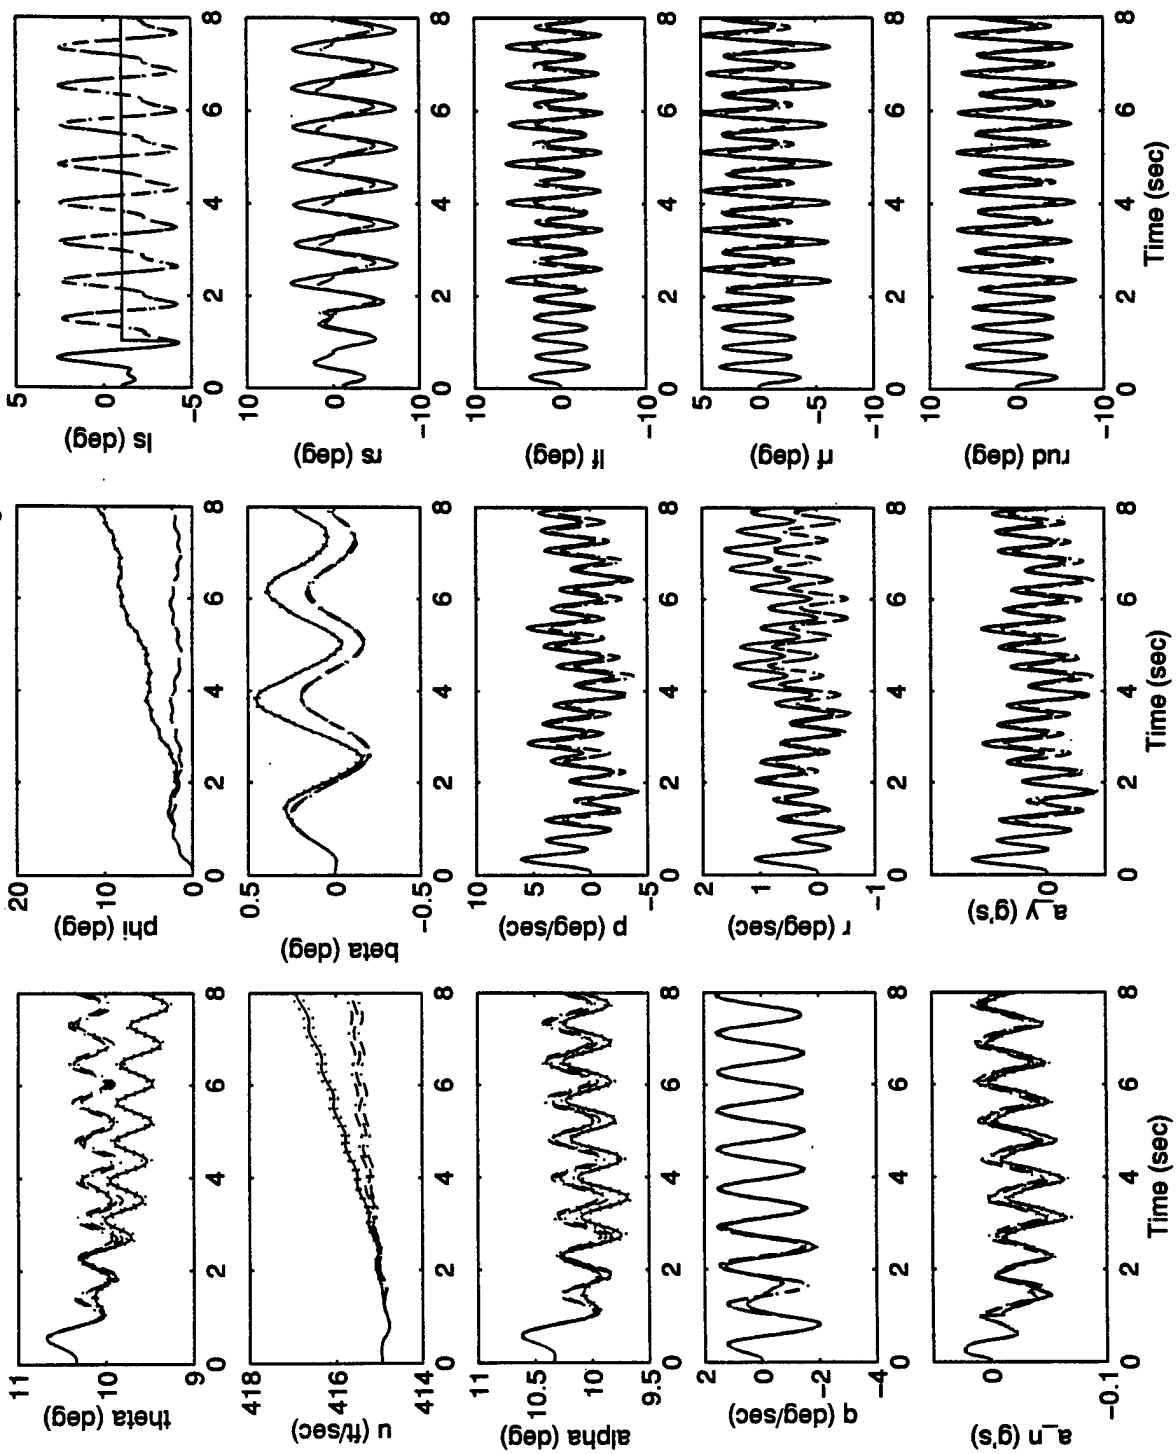 theta (deg)
11
10
9
0 2 4 6 8
phi (deg)
20
10
0
0 2 4 6 8
ls (deg)
5
0
-5
0 2 4 6 8
u (ft/sec)
418
416
414
0 2 4 6 8
beta (deg)
0.5
0
-0.5
0 2 4 6 8
rs (deg)
10
0
-10
0 2 4 6 8
alpha (deg)
11
10.5
10
9.5
0 2 4 6 8
p (deg/sec)
10
5
0
-5
0 2 4 6 8
lf (deg)
10
0
-10
0 2 4 6 8
q (deg/sec)
2
0
-2
-4
0 2 4 6 8
r (deg/sec)
2
1
0
-1
0 2 4 6 8
rf (deg)
5
0
-5
-10
0 2 4 6 8
a_n (g's)
0
-0.1
0 2 4 6 8
Time (sec)
a_y (g's)
0
0 2 4 6 8
Time (sec)
rud (deg)
10
0
-10
0 2 4 6 8
Time (sec)